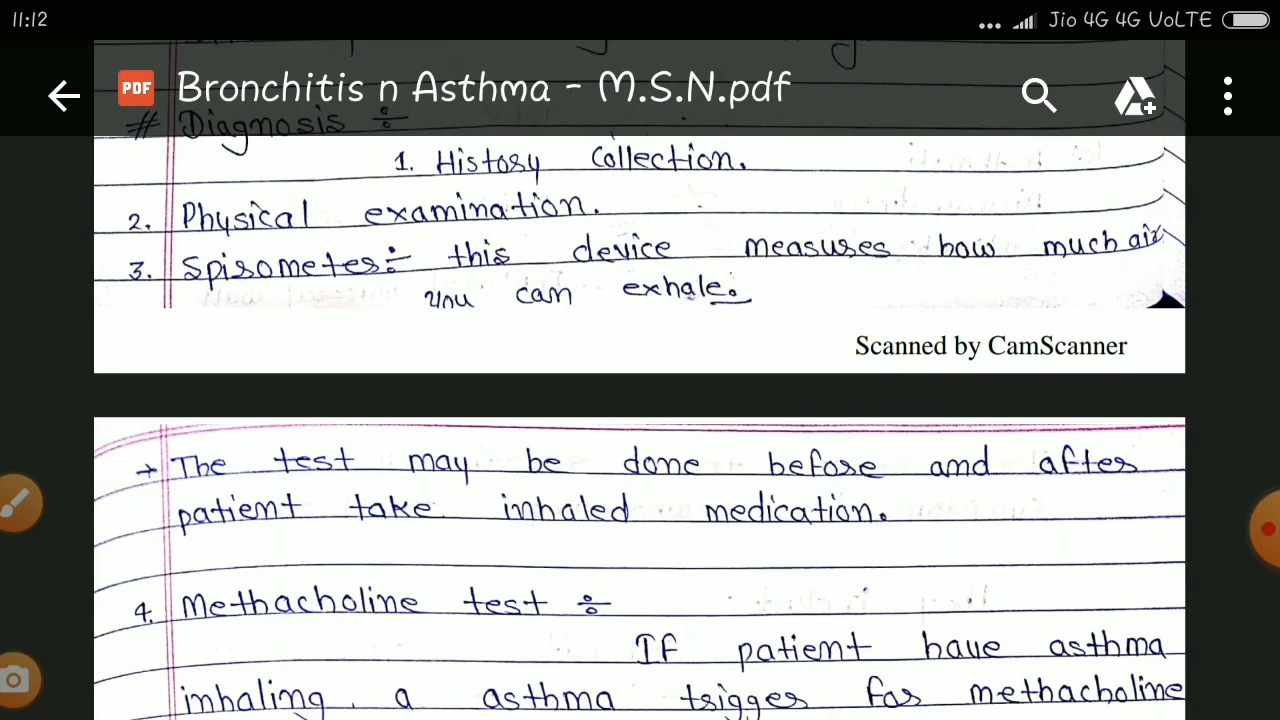 11:12
... Jio 4G 4G VoLTE
PDF Bronchitis n Asthma - M.S.N.pdf
# Diagnosis ÷
1. History Collection.
2. Physical examination.
3. Spirometer ÷ this device measures how much air
you can exhale.
Scanned by CamScanner
→ The test may be done before and after
patient take inhaled medication.
4. Methacholine test ÷
If patient have asthma
inhaling a asthma trigger for methacholine